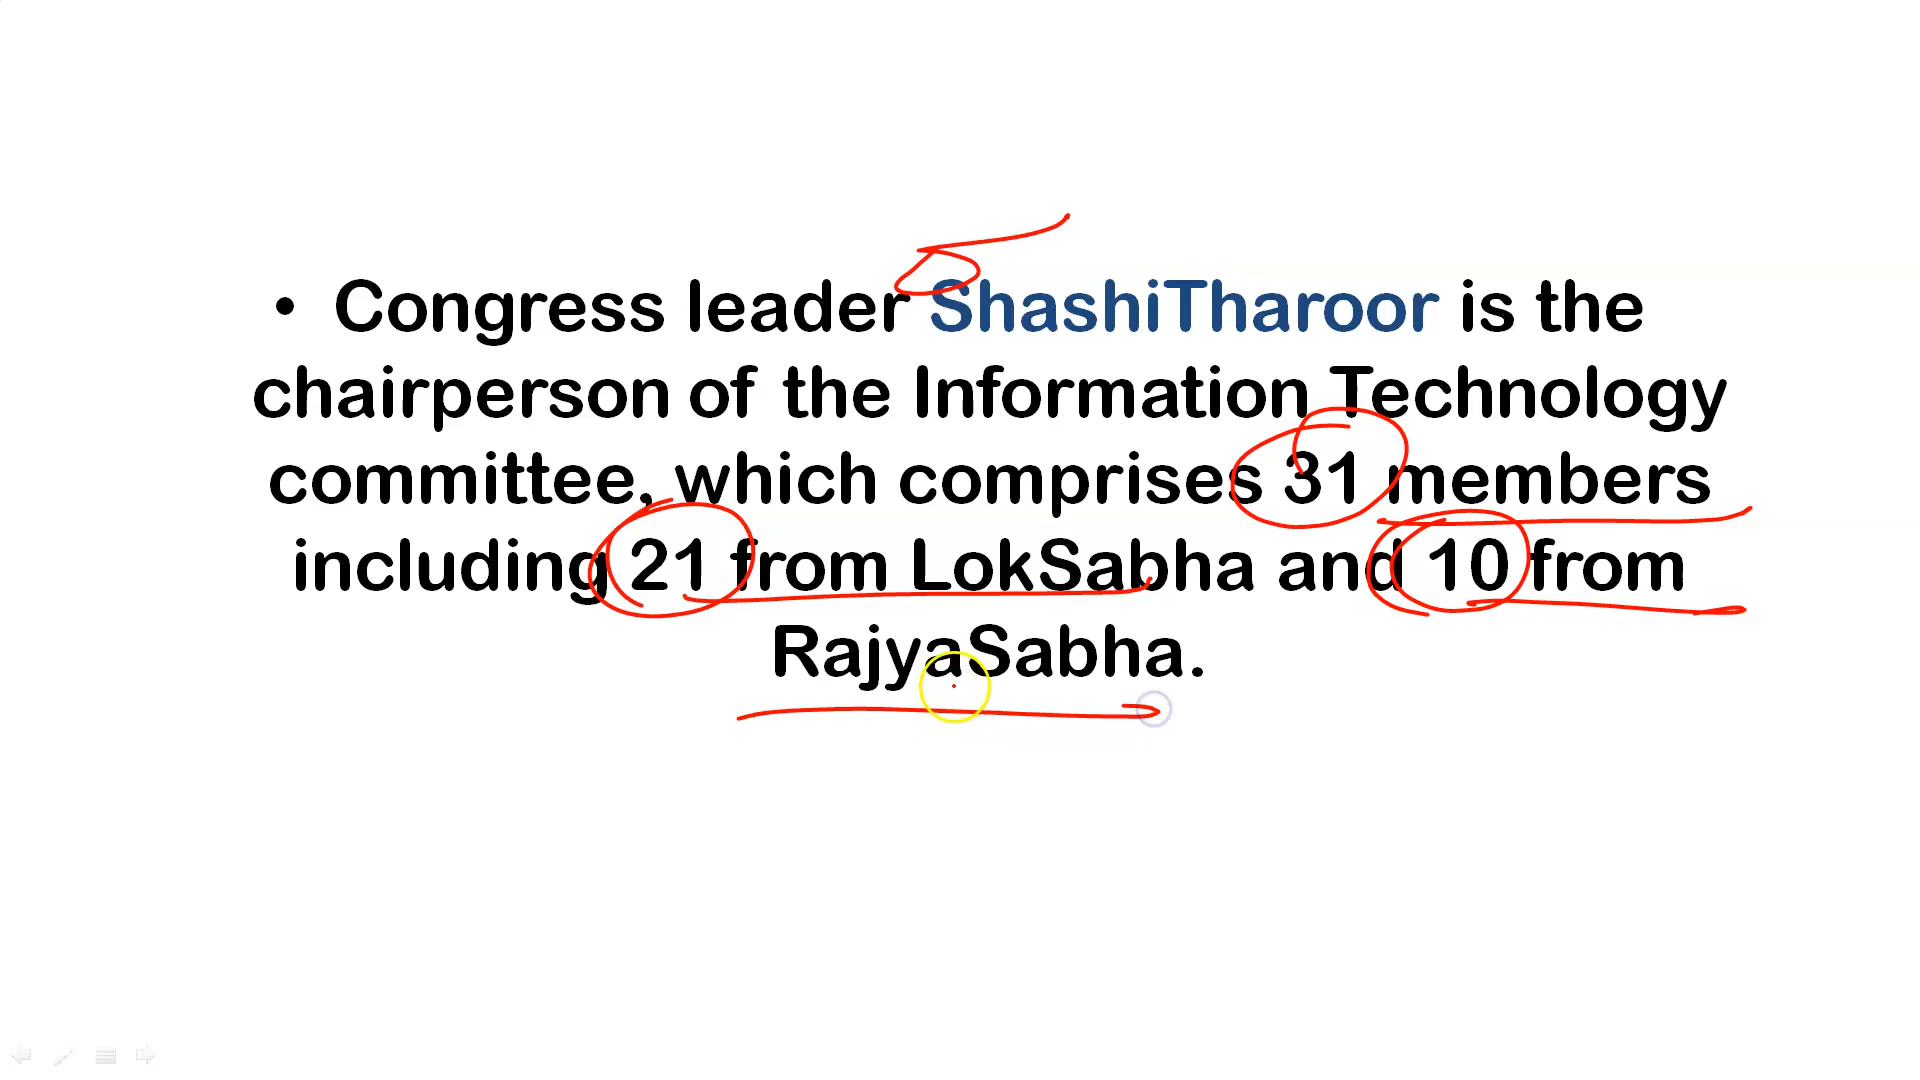 • Congress leader ShashiTharoor is the
chairperson of the Information Technology
committee, which comprises 31 members
including 21 from LokSabha and 10 from
RajyaSabha.